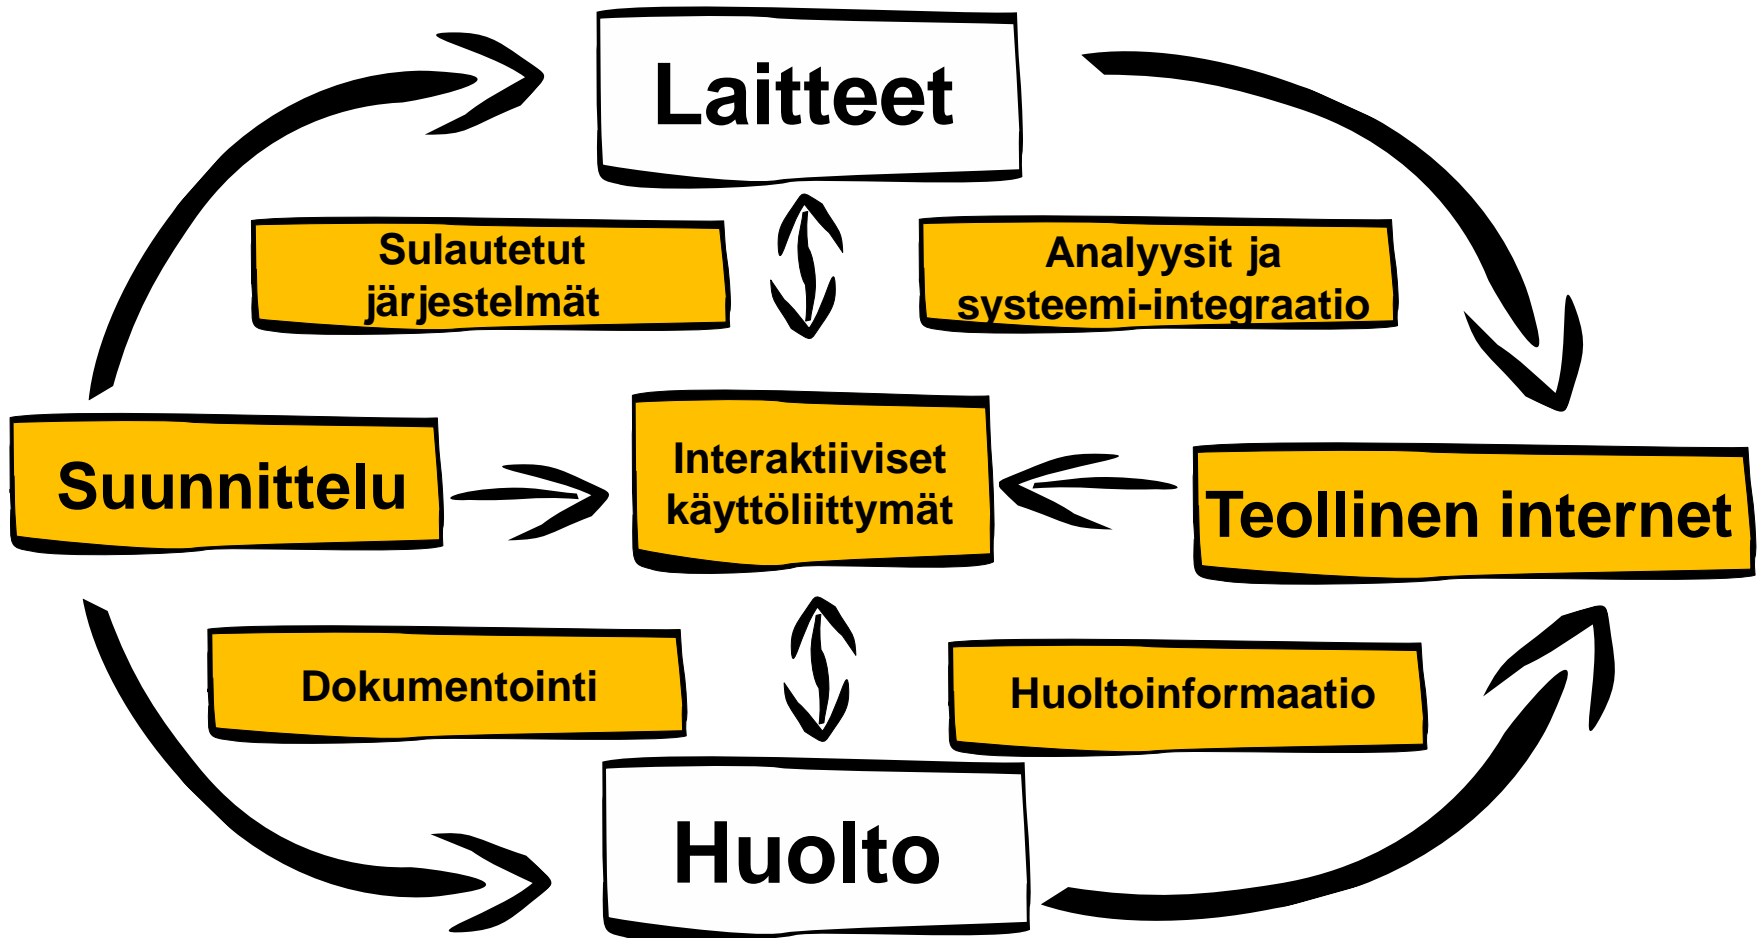 Laitteet
Sulautetut
järjestelmät
Analyysit ja
systeemi-integraatio
Suunnittelu
Interaktiiviset
käyttöliittymät
Teollinen internet
Dokumentointi
Huoltoinformaatio
Huolto